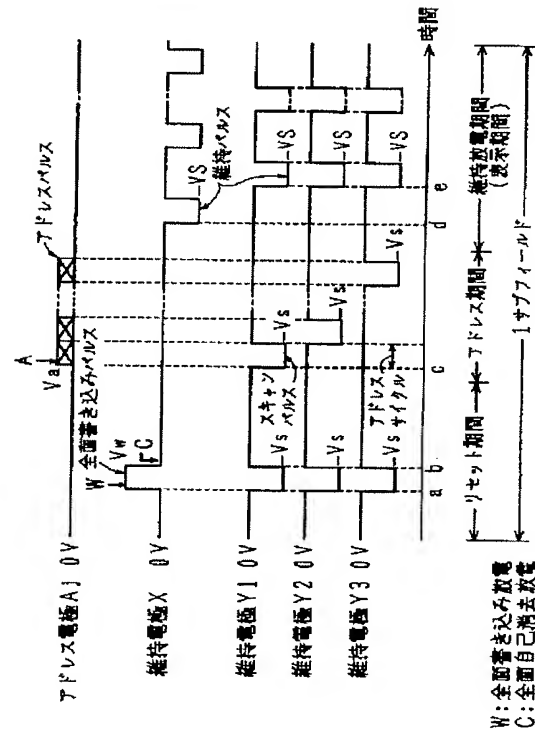 アドレス電極Aj 0V
Va
A
アドレスパルス
維持電極X 0V
W
Vw
全面書き込みパルス
C
-VS
維持パルス
維持電極Y1 0V
-Vs
スキャン
パルス
-Vs
-VS
維持電極Y2 0V
-Vs
-Vs
-VS
維持電極Y3 0V
-Vs
アドレス
サイクル
-Vs
-VS
a
b
c
d
e
時間
リセット期間
アドレス期間
維持放電期間
(表示期間)
1サブフィールド
W:全面書き込み放電
C:全面自己消去放電